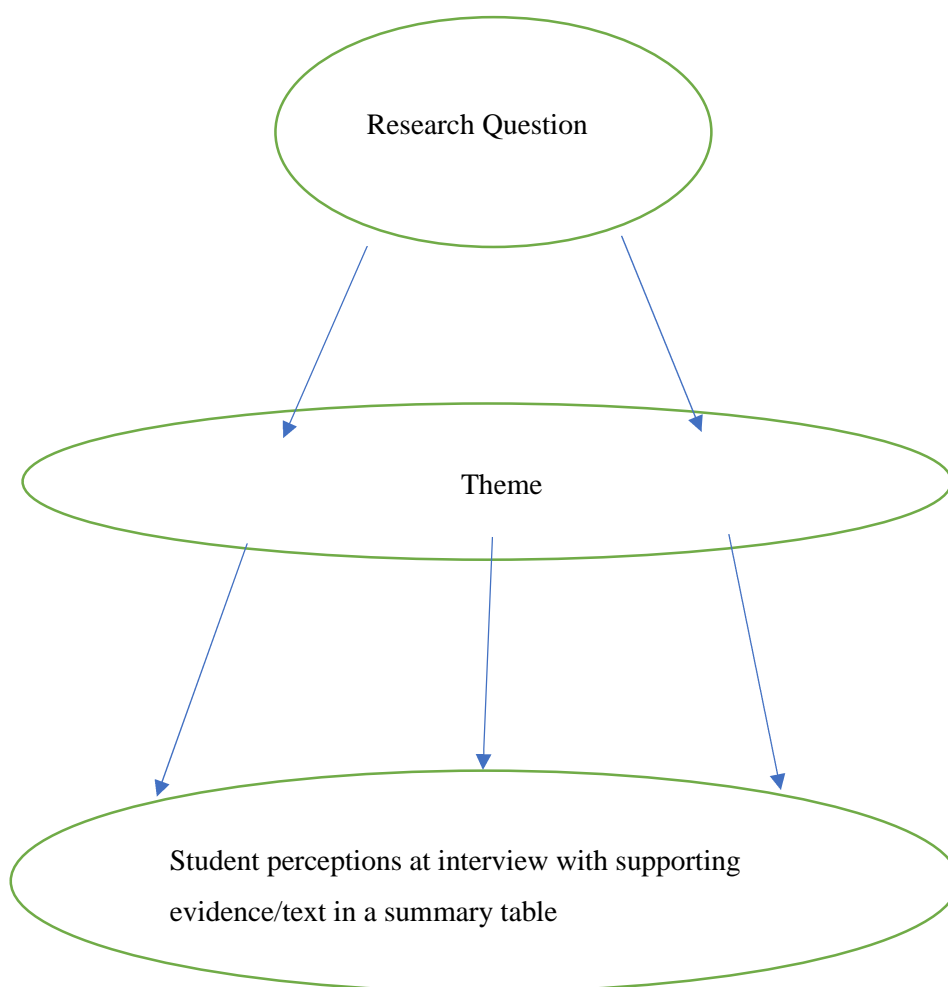 Research Question
Theme
Student perceptions at interview with supporting
evidence/text in a summary table